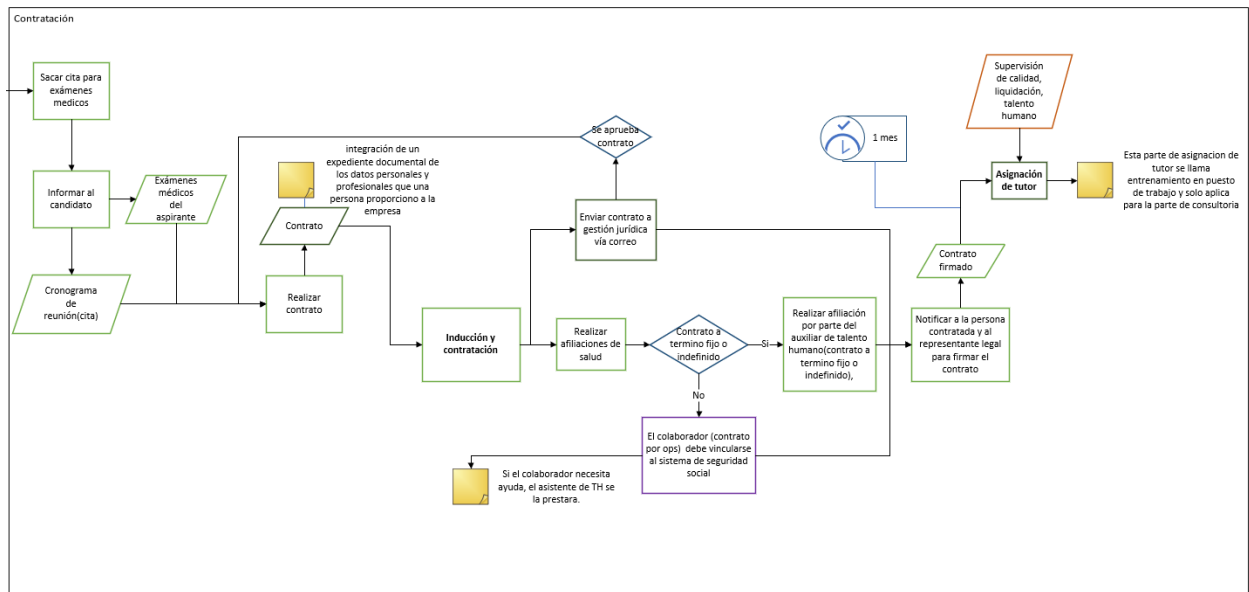 Contratación
Sacar cita para
exámenes
medicos
Informar al
candidato
Exámenes
médicos
del
aspirante
Cronograma
de
reunión(cita)
integración de un
expediente documental de
los datos personales y
profesionales que una
persona proporciono a la
empresa
Contrato
Realizar
contrato
Inducción y
contratación
Se aprueba
contrato
Enviar contrato a
gestión jurídica
vía correo
Realizar
afiliaciones de
salud
Contrato a
termino fijo o
indefinido
Si
No
Realizar afiliación
por parte del
auxiliar de talento
humano(contrato a
termino fijo o
indefinido),
El colaborador (contrato
por ops) debe vincularse
al sistema de seguridad
social
Si el colaborador necesita
ayuda, el asistente de TH se
la prestara.
Notificar a la persona
contratada y al
representante legal
para firmar el
contrato
Contrato
firmado
1 mes
Supervisión
de calidad,
liquidación,
talento
humano
Asignación
de tutor
Esta parte de asignacion de
tutor se llama
entrenamiento en puesto
de trabajo y solo aplica
para la parte de consultoria